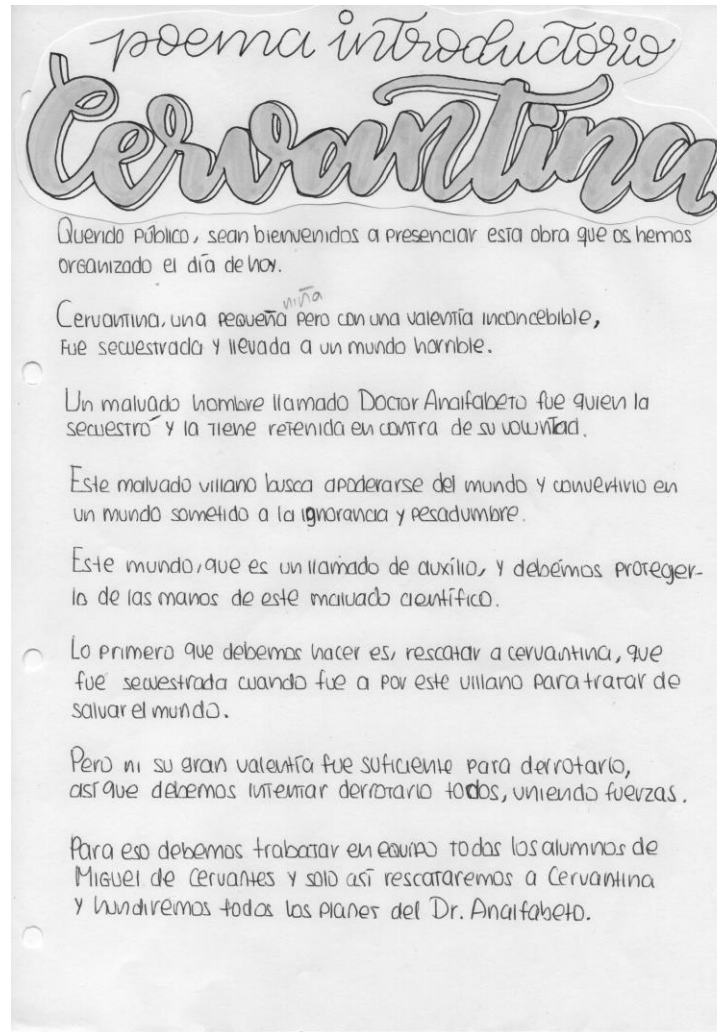 poema introductorio
Cervantina
Querido Público, sean bienvenidos a presenciar esta obra que os hemos
organizado el día de hoy.
niña
Cervantina, una pequeña pero con una valentía inconcebible,
fue secuestrada y llevada a un mundo horrible.
Un malvado hombre llamado Doctor Analfabeto fue quien la
secuestró y la tiene retenida en contra de su voluntad.
Este malvado villano busca apoderarse del mundo y convertirlo en
un mundo sometido a la ignorancia y pesadumbre.
Este mundo, que es un llamado de auxilio, y debemos proteger-
lo de las manos de este malvado científico.
Lo primero que debemos hacer es, rescatar a cervantina, que
fue secuestrada cuando fue a por este villano para tratar de
salvar el mundo.
Pero ni su gran valentía fue suficiente para derrotarlo,
así que debemos intentar derrotarlo todos, uniendo fuerzas.
Para eso debemos trabajar en equipo todos los alumnos de
Miguel de Cervantes y solo así rescataremos a Cervantina
y hundiremos todos los planes del Dr. Analfabeto.